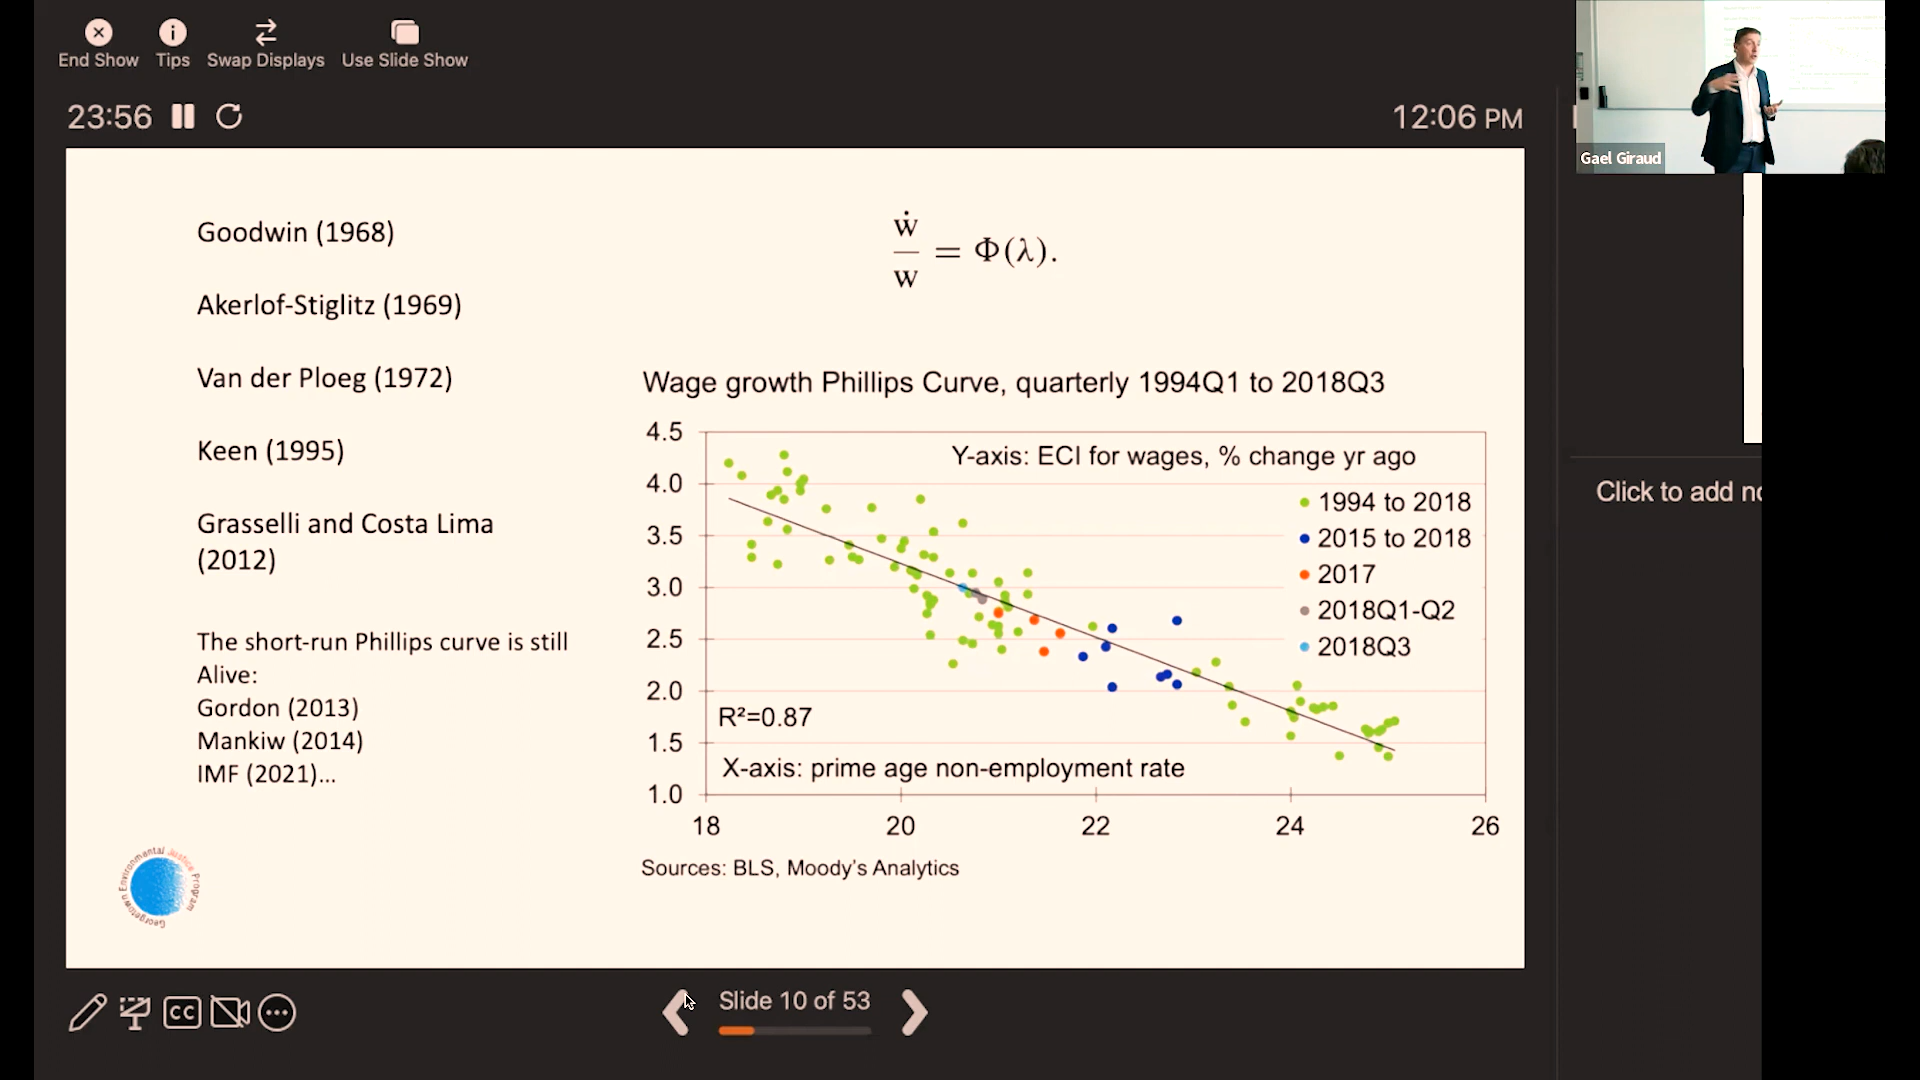 End Show
Tips
Swap Displays
Use Slide Show
23:56
12:06 PM
Gael Giraud
Goodwin (1968)
Akerlof-Stiglitz (1969)
Van der Ploeg (1972)
Keen (1995)
Grasselli and Costa Lima
(2012)
The short-run Phillips curve is still
Alive:
Gordon (2013)
Mankiw (2014)
IMF (2021)...
ẇ
w
= Φ(λ).
Wage growth Phillips Curve, quarterly 1994Q1 to 2018Q3
4.5
4.0
3.5
3.0
2.5
2.0
1.5
1.0
Y-axis: ECI for wages, % change yr ago
1994 to 2018
2015 to 2018
2017
2018Q1-Q2
2018Q3
R²=0.87
X-axis: prime age non-employment rate
18
20
22
24
26
Sources: BLS, Moody's Analytics
Georgetown Environmental Justice Program
Click to add
CC
Slide 10 of 53